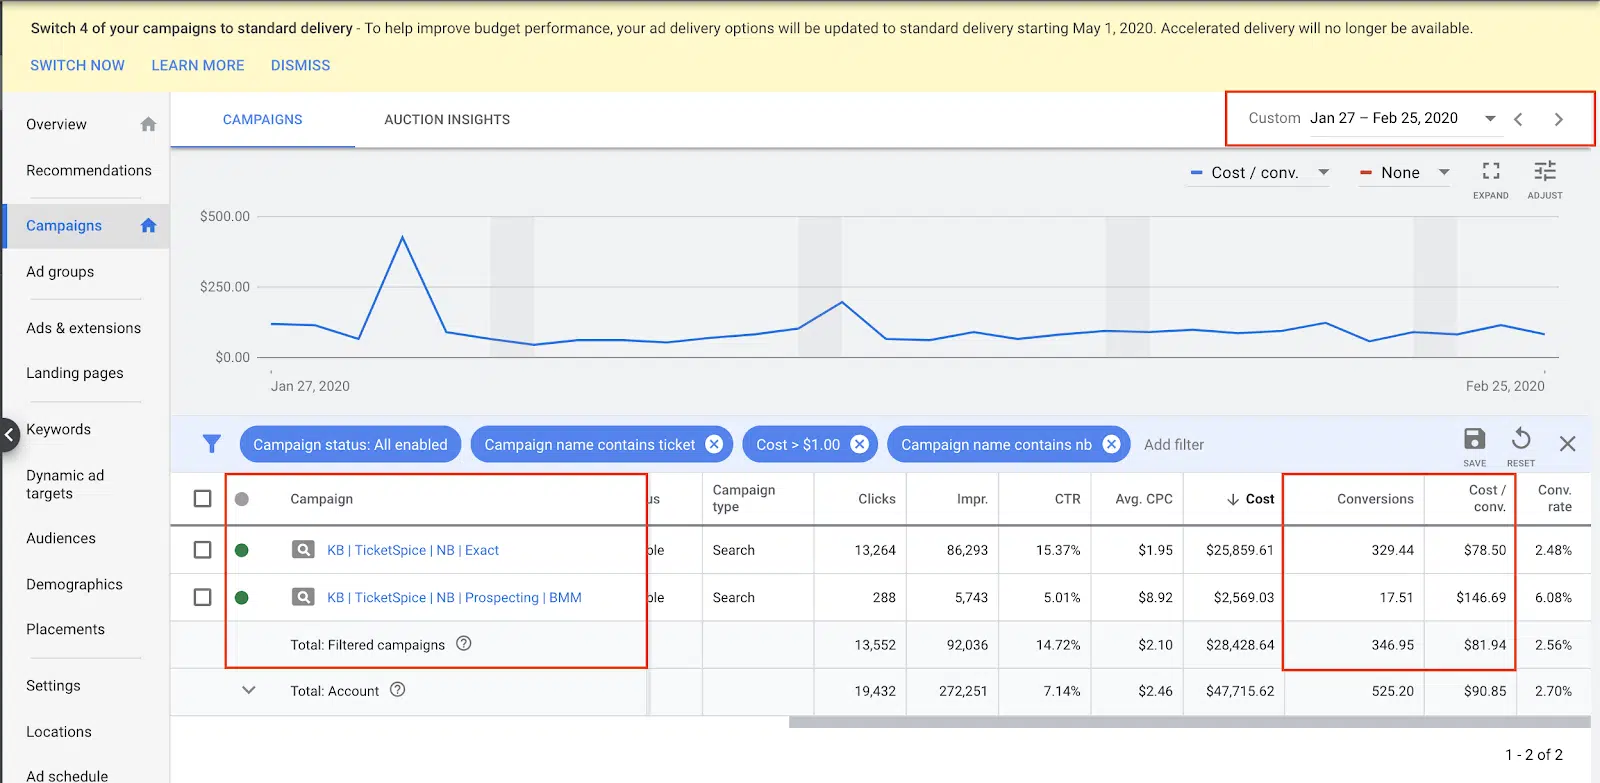 Switch 4 of your campaigns to standard delivery - To help improve budget performance, your ad delivery options will be updated to standard delivery starting May 1, 2020. Accelerated delivery will no longer be available.
SWITCH NOW LEARN MORE DISMISS
Overview
Recommendations
Campaigns
Ad groups
Ads & extensions
Landing pages
Keywords
Dynamic ad
targets
Audiences
Demographics
Placements
Settings
Locations
Ad schedule
CAMPAIGNS AUCTION INSIGHTS
Custom Jan 27 – Feb 25, 2020
Cost / conv. None
EXPAND ADJUST
$500.00
$250.00
$0.00
Jan 27, 2020 Feb 25, 2020
Campaign status: All enabled Campaign name contains ticket Cost > $1.00 Campaign name contains nb Add filter
SAVE RESET
Campaign us Campaign type Clicks Impr. CTR Avg. CPC Cost Conversions Cost / conv. Conv. rate
KB | TicketSpice | NB | Exact ble Search 13,264 86,293 15.37% $1.95 $25,859.61 329.44 $78.50 2.48%
KB | TicketSpice | NB | Prospecting | BMM ble Search 288 5,743 5.01% $8.92 $2,569.03 17.51 $146.69 6.08%
Total: Filtered campaigns 13,552 92,036 14.72% $2.10 $28,428.64 346.95 $81.94 2.56%
Total: Account 19,432 272,251 7.14% $2.46 $47,715.62 525.20 $90.85 2.70%
1 - 2 of 2